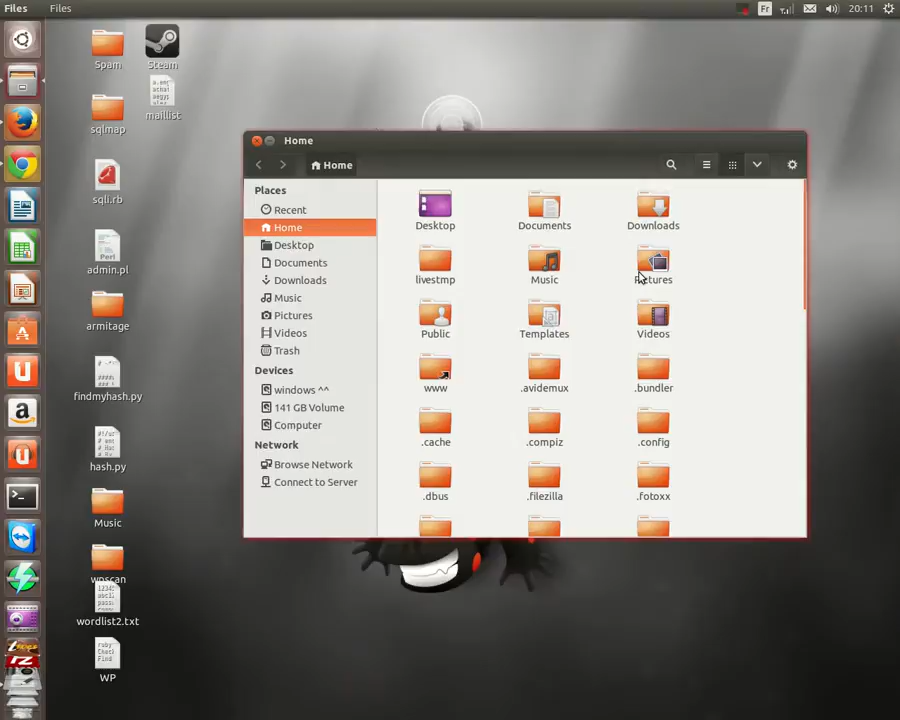 Files Files Fr 20:11
Spam Steam
maillist
sqlmap
sqli.rb
admin.pl
armitage
findmyhash.py
hash.py
Music
wpscan
wordlist2.txt
WP
Home
Home
Places
Recent
Home
Desktop
Documents
Downloads
Music
Pictures
Videos
Trash
Devices
windows ^^
141 GB Volume
Computer
Network
Browse Network
Connect to Server
Desktop Documents Downloads
livestmp Music Pictures
Public Templates Videos
www .avidemux .bundler
.cache .compiz .config
.dbus .filezilla .fotoxx